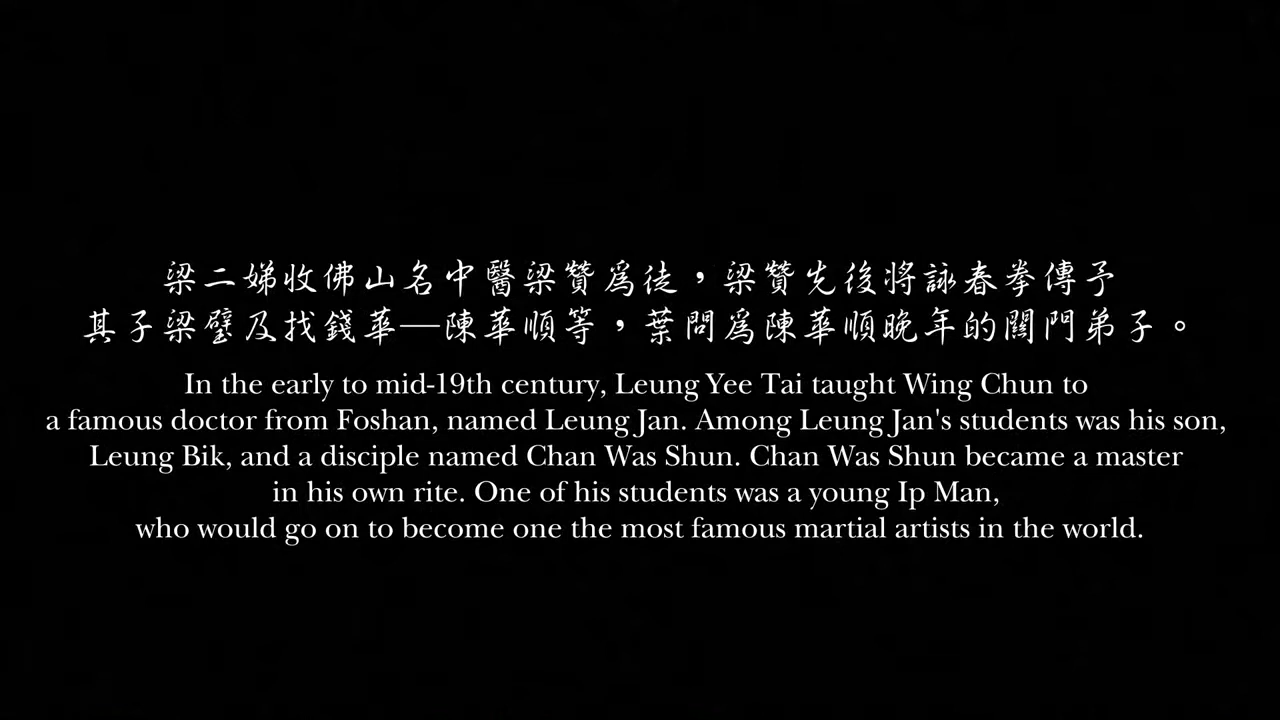 梁二娣收佛山名中醫梁贊爲徒，梁贊先後將詠春拳傳予
其子梁璧及找錢華—陳華順等，葉問爲陳華順晚年的關門弟子。
In the early to mid-19th century, Leung Yee Tai taught Wing Chun to
a famous doctor from Foshan, named Leung Jan. Among Leung Jan's students was his son,
Leung Bik, and a disciple named Chan Was Shun. Chan Was Shun became a master
in his own rite. One of his students was a young Ip Man,
who would go on to become one the most famous martial artists in the world.